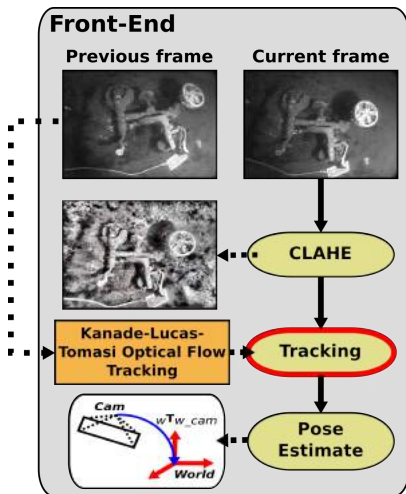 Front-End
Previous frame
Current frame
CLAHE
Kanade-Lucas-
Tomasi Optical Flow
Tracking
Tracking
Cam
wTw_cam
World
Pose
Estimate